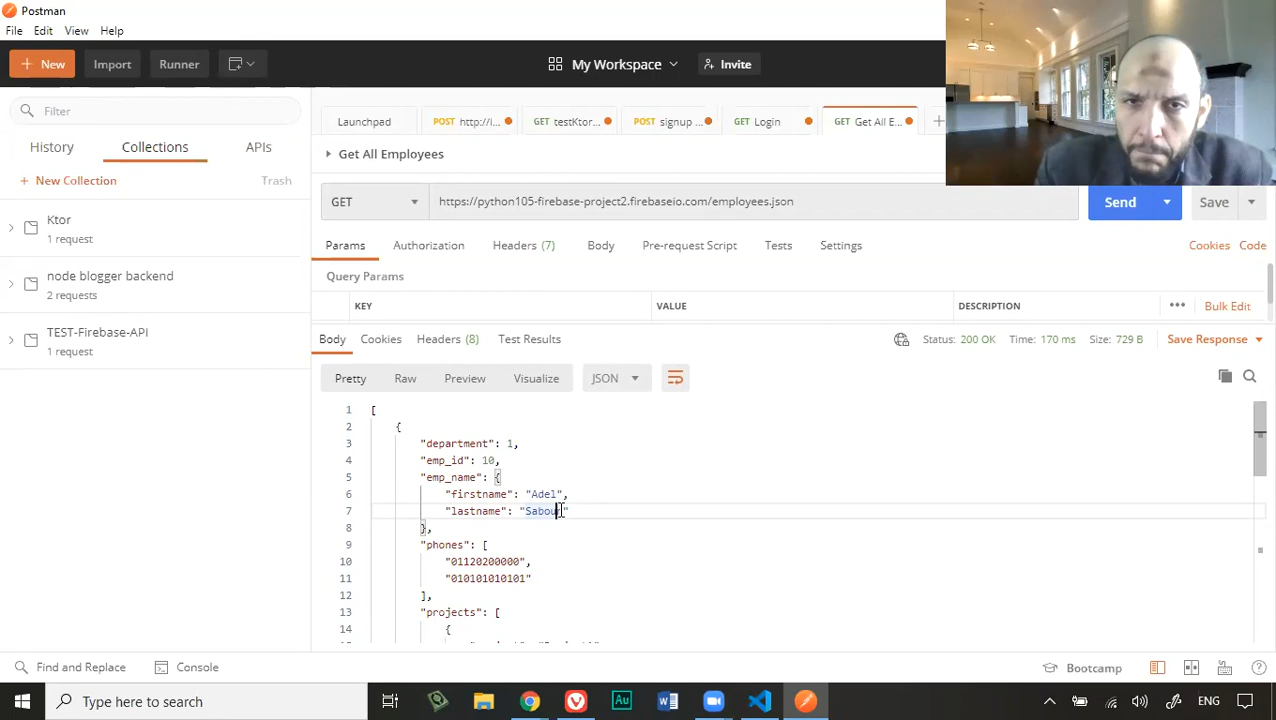 Postman
File Edit View Help
New Import Runner My Workspace Invite
Filter
History Collections APIs
New Collection Trash
Ktor
1 request
node blogger backend
2 requests
TEST-Firebase-API
1 request
Launchpad POST http://i... GET testKtor... POST signup ... GET Login GET Get All E...
Get All Employees
GET https://python105-firebase-project2.firebaseio.com/employees.json Send Save
Params Authorization Headers (7) Body Pre-request Script Tests Settings Cookies Code
Query Params
KEY VALUE DESCRIPTION Bulk Edit
Body Cookies Headers (8) Test Results Status: 200 OK Time: 170 ms Size: 729 B Save Response
Pretty Raw Preview Visualize JSON
1 [
2 {
3 "department": 1,
4 "emp_id": 10,
5 "emp_name": {
6 "firstname": "Adel",
7 "lastname": "Sabour"
8 },
9 "phones": [
10 "01120200000",
11 "010101010101"
12 ],
13 "projects": [
14 {
Find and Replace Console Bootcamp
Type here to search ENG